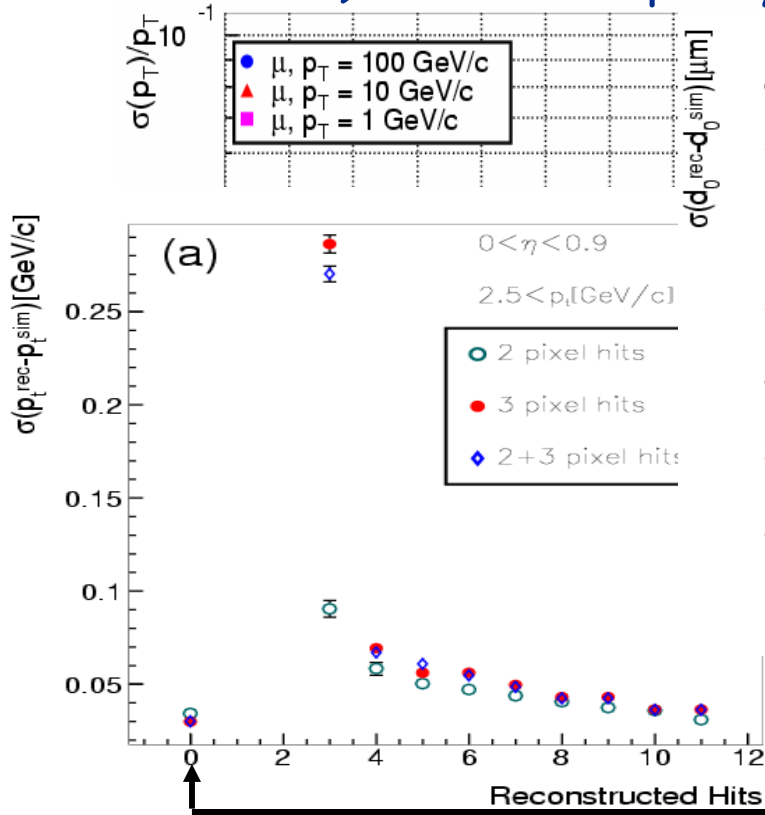 σ(p_T)/p_T
10^-1
μ, p_T = 100 GeV/c
μ, p_T = 10 GeV/c
μ, p_T = 1 GeV/c
σ(d_0^rec-d_0^sim)[μm]
σ(p_t^rec-p_t^sim)[GeV/c]
(a)
0<η<0.9
2.5<p_t[GeV/c]
2 pixel hits
3 pixel hits
2+3 pixel hits
0.25
0.2
0.15
0.1
0.05
0 2 4 6 8 10 12
Reconstructed Hits